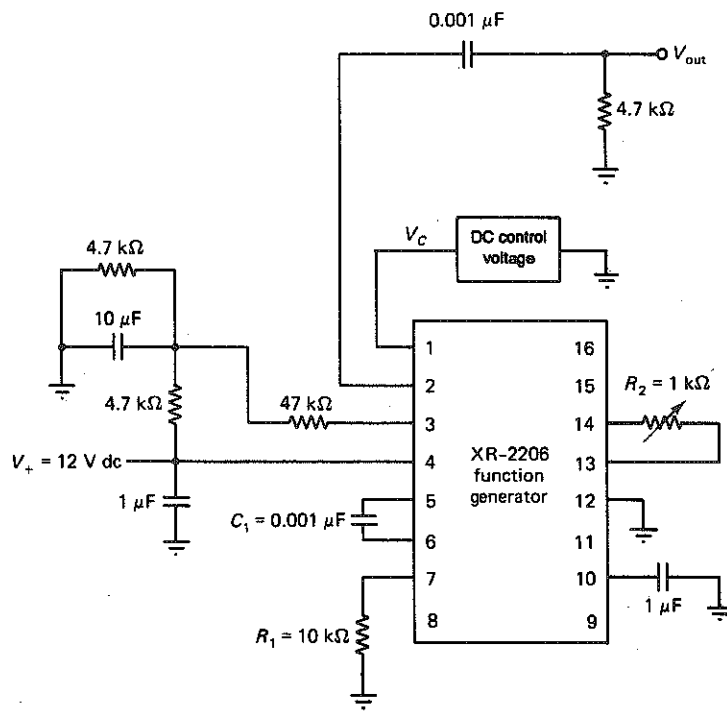 0.001 μF
V_out
4.7 kΩ
V_C
DC control
voltage
4.7 kΩ
10 μF
4.7 kΩ
47 kΩ
V_+ = 12 V dc
1 μF
C_1 = 0.001 μF
R_1 = 10 kΩ
1
2
3
4
5
6
7
8
XR-2206
function
generator
16
15
14
13
12
11
10
9
R_2 = 1 kΩ
1 μF